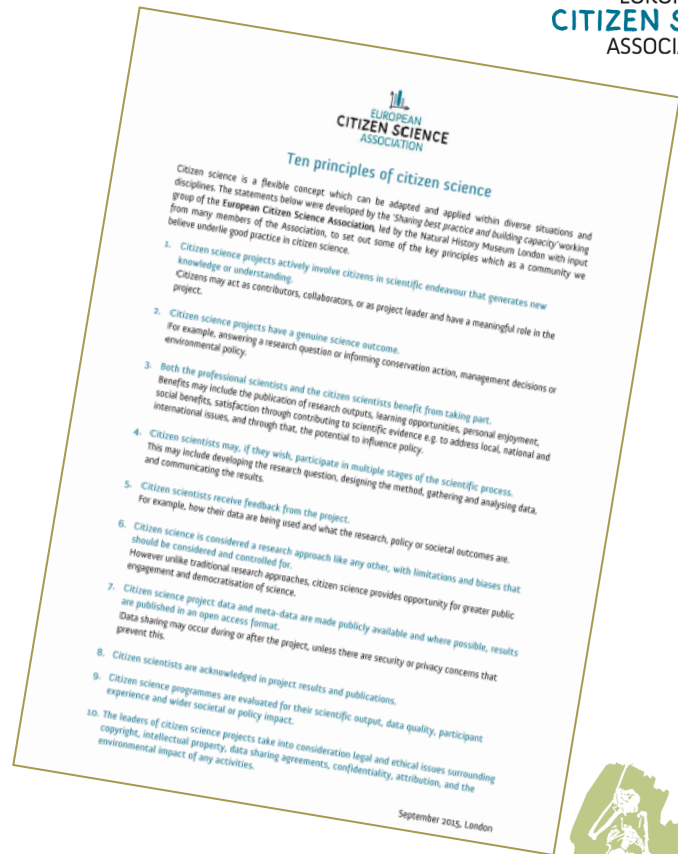 CITIZEN S
ASSOCIA
EUROPEAN
CITIZEN SCIENCE
ASSOCIATION
Ten principles of citizen science
Citizen science is a flexible concept which can be adapted and applied within diverse situations and
disciplines. The statements below were developed by the 'Sharing best practice and building capacity' working
group of the European Citizen Science Association, led by the Natural History Museum London with input
from many members of the Association, to set out some of the key principles which as a community we
believe underlie good practice in citizen science.
1. Citizen science projects actively involve citizens in scientific endeavour that generates new
knowledge or understanding.
Citizens may act as contributors, collaborators, or as project leader and have a meaningful role in the
project.
2. Citizen science projects have a genuine science outcome.
For example, answering a research question or informing conservation action, management decisions or
environmental policy.
3. Both the professional scientists and the citizen scientists benefit from taking part.
Benefits may include the publication of research outputs, learning opportunities, personal enjoyment,
social benefits, satisfaction through contributing to scientific evidence e.g. to address local, national and
international issues, and through that, the potential to influence policy.
4. Citizen scientists may, if they wish, participate in multiple stages of the scientific process.
This may include developing the research question, designing the method, gathering and analysing data,
and communicating the results.
5. Citizen scientists receive feedback from the project.
For example, how their data are being used and what the research, policy or societal outcomes are.
6. Citizen science is considered a research approach like any other, with limitations and biases that
should be considered and controlled for.
However unlike traditional research approaches, citizen science provides opportunity for greater public
engagement and democratisation of science.
7. Citizen science project data and meta-data are made publicly available and where possible, results
are published in an open access format.
Data sharing may occur during or after the project, unless there are security or privacy concerns that
prevent this.
8. Citizen scientists are acknowledged in project results and publications.
9. Citizen science programmes are evaluated for their scientific output, data quality, participant
experience and wider societal or policy impact.
10. The leaders of citizen science projects take into consideration legal and ethical issues surrounding
copyright, intellectual property, data sharing agreements, confidentiality, attribution, and the
environmental impact of any activities.
September 2015, London